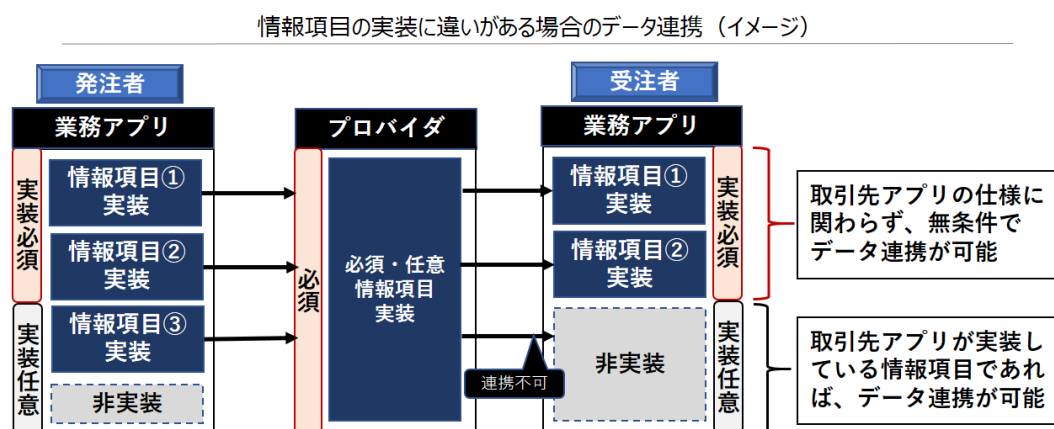 情報項目の実装に違いがある場合のデータ連携（イメージ）
発注者
業務アプリ
実装必須
情報項目①
実装
情報項目②
実装
実装任意
情報項目③
実装
非実装
プロバイダ
必須
必須・任意
情報項目
実装
連携不可
受注者
業務アプリ
情報項目①
実装
情報項目②
実装
実装必須
非実装
実装任意
取引先アプリの仕様に
関わらず、無条件で
データ連携が可能
取引先アプリが実装し
ている情報項目であれ
ば、データ連携が可能